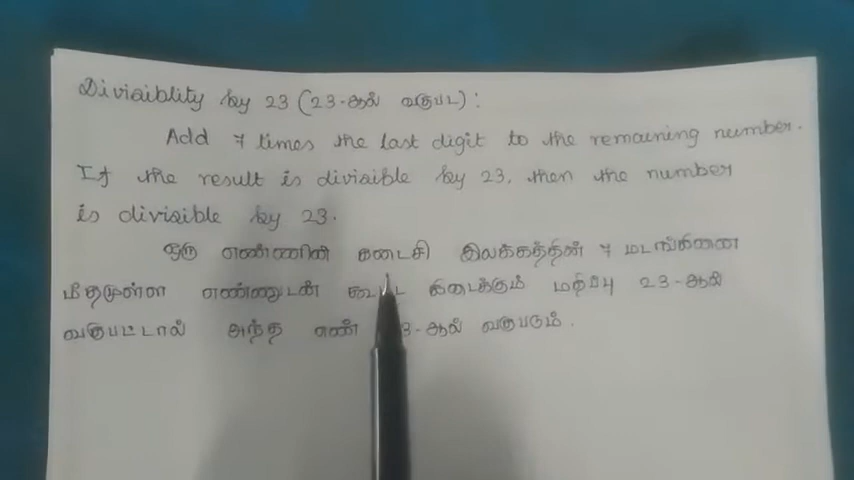 Divisiblity by 23 (23-ஆல் வகுபட):
Add 7 times the last digit to the remaining number.
If the result is divisible by 23, then the number
is divisible by 23.
ஒரு எண்ணின் கடைசி இலக்கத்தின் 7 மடங்கினை
மீதமுள்ள எண்ணுடன் கிடைக்கும் மதிப்பு 23-ஆல்
வகுபட்டால் அந்த எண் 3-ஆல் வகுபடும்.